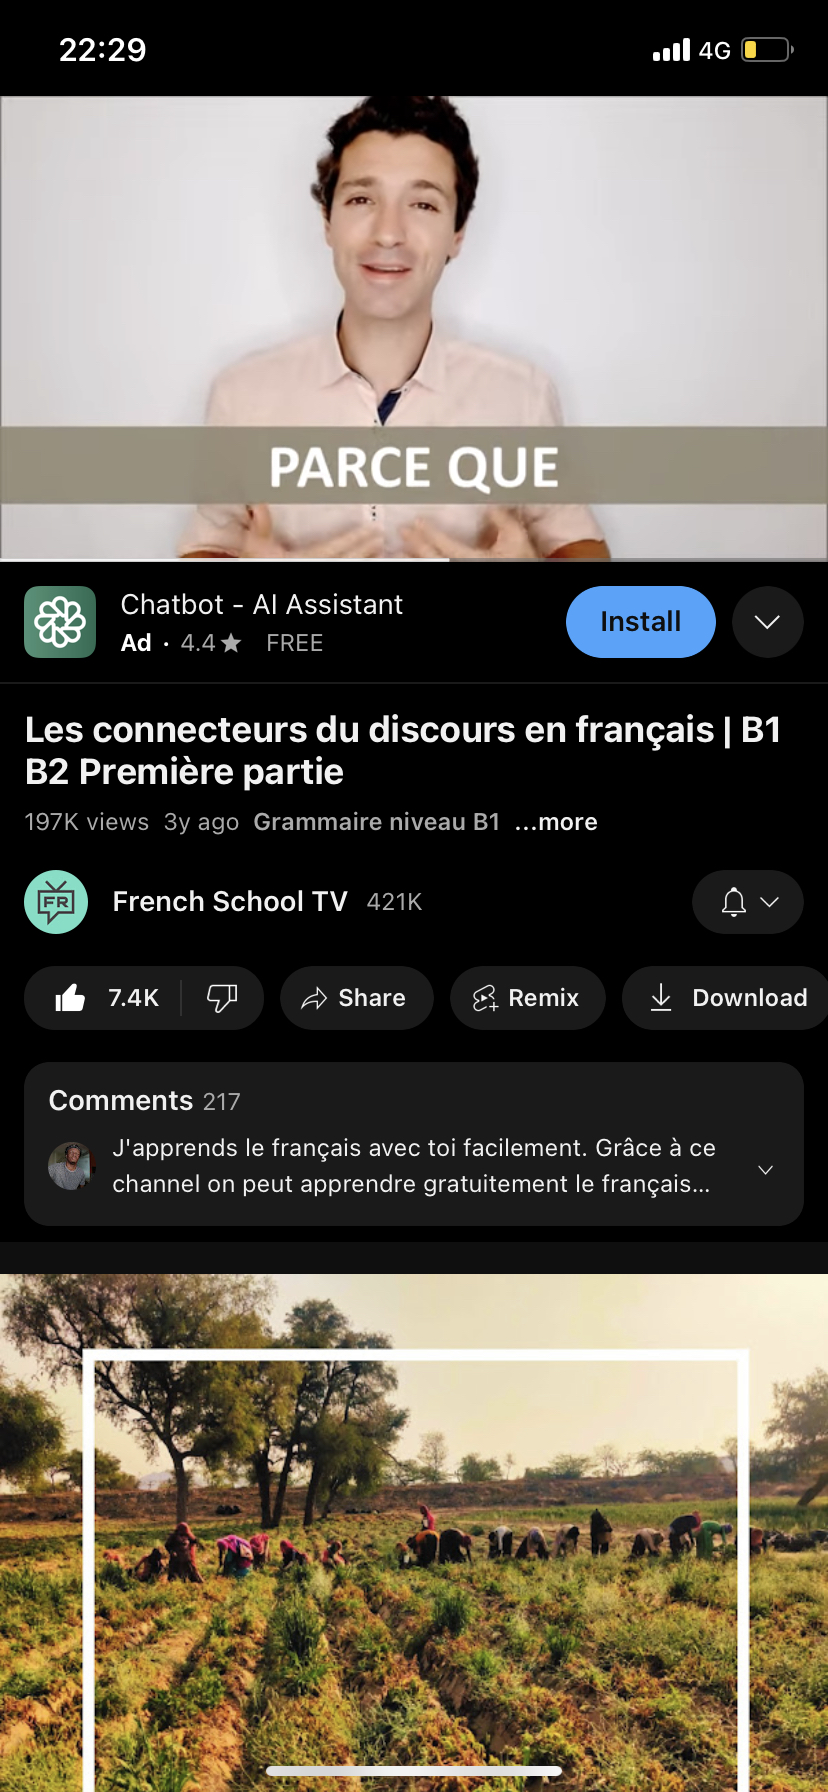 22:29
4G
PARCE QUE
Chatbot - AI Assistant
Install
Ad · 4.4★ FREE
Les connecteurs du discours en français | B1
B2 Première partie
197K views 3y ago Grammaire niveau B1 ...more
FR
French School TV 421K
7.4K
Share
Remix
Download
Comments 217
J'apprends le français avec toi facilement. Grâce à ce
channel on peut apprendre gratuitement le français...